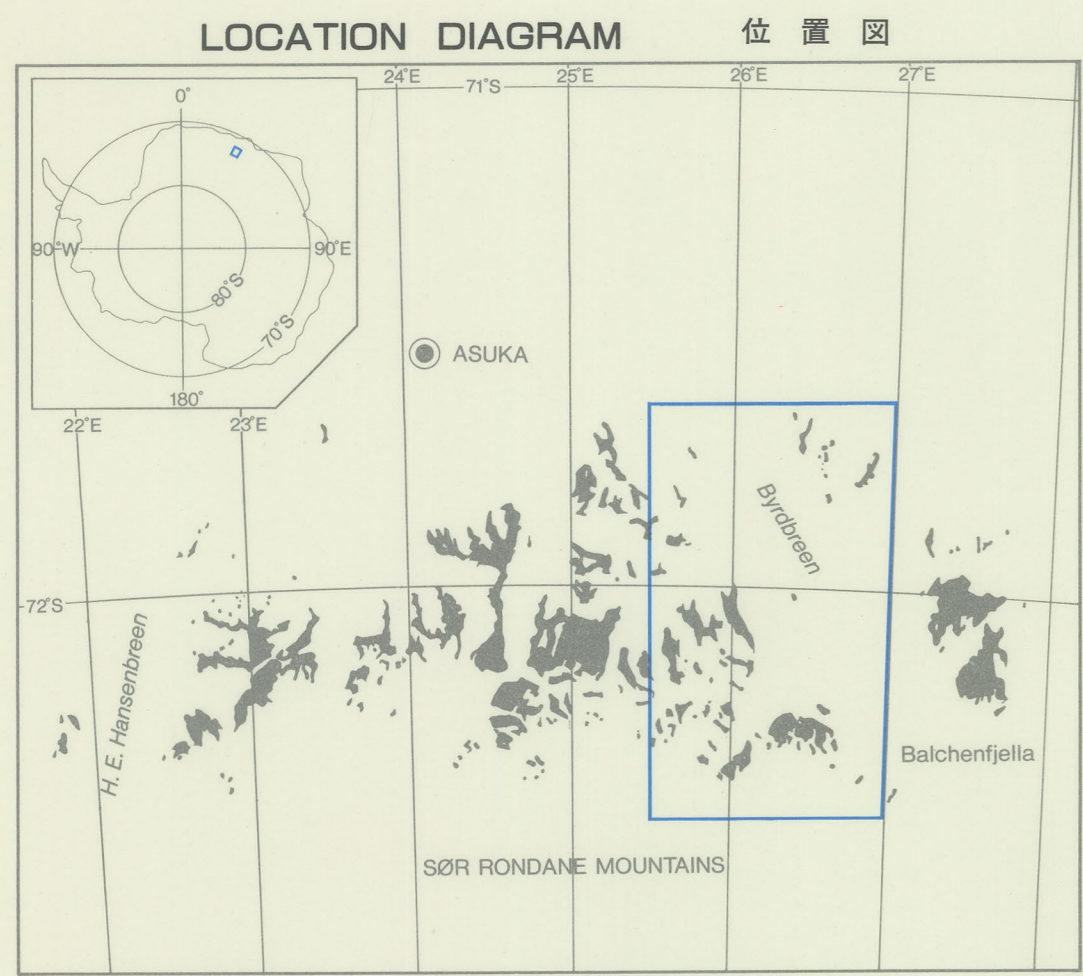 LOCATION DIAGRAM 位置図
24°E 25°E 26°E 27°E
71°S
0°
90°W 90°E
80°S
70°S
180°
22°E 23°E
ASUKA
Byrdbreen
72°S
H. E. Hansenbreen
Balchenfjella
SØR RONDANE MOUNTAINS